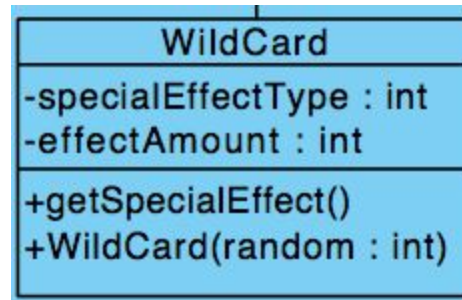 WildCard
-specialEffectType : int
-effectAmount : int
+getSpecialEffect()
+WildCard(random : int)